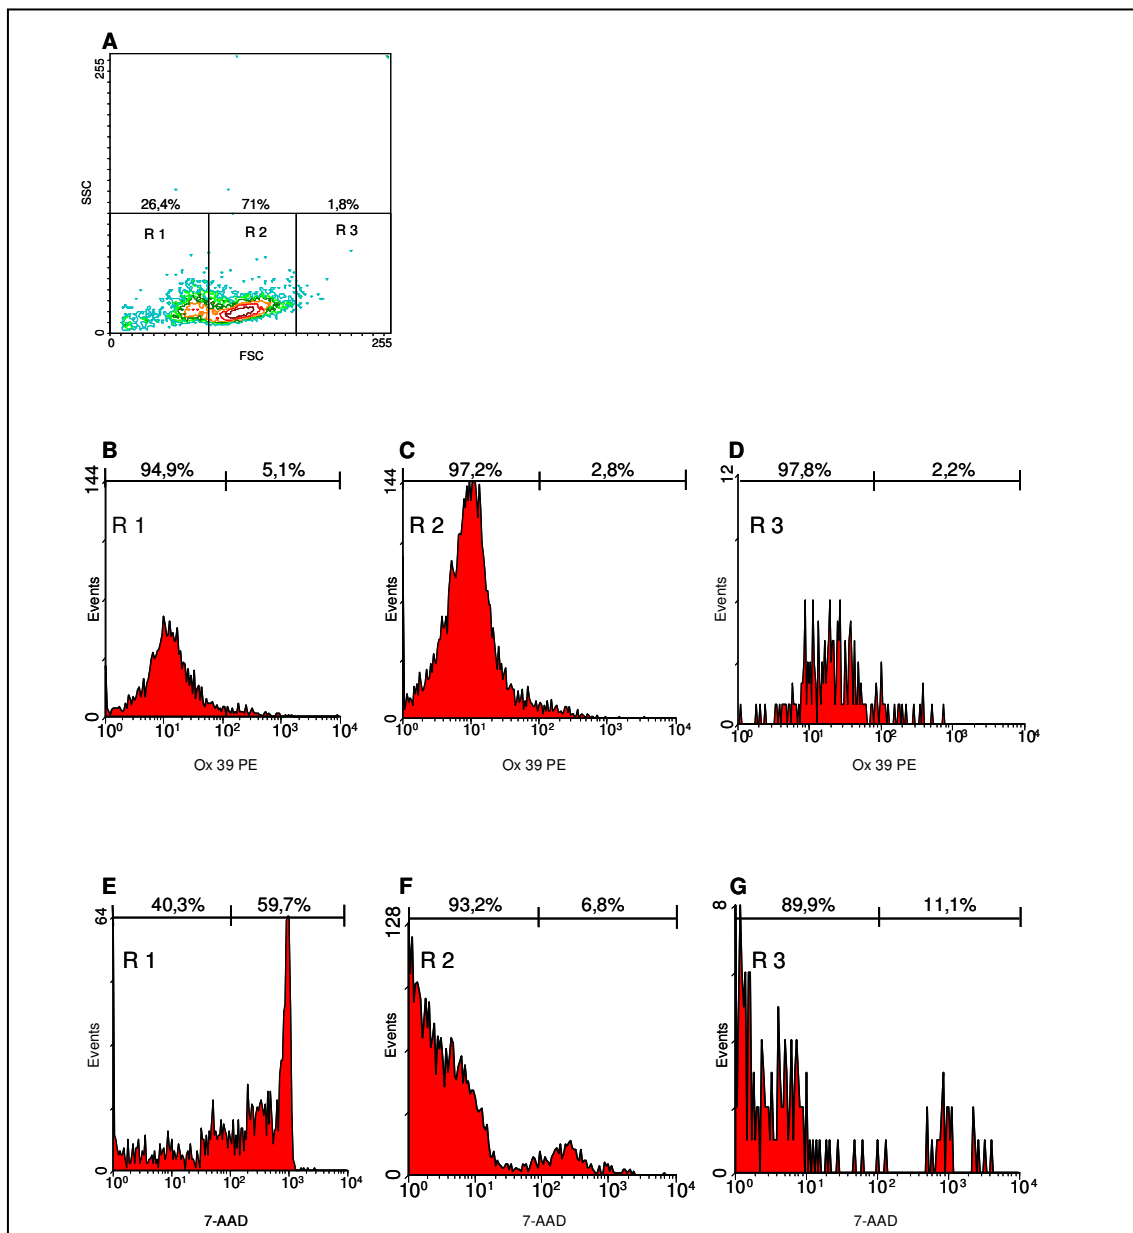 A
255
SSC
26,4% 71% 1,8%
R 1 R 2 R 3
0
0 255
FSC
B C D
94,9% 5,1% 97,2% 2,8% 97,8% 2,2%
144 144 12
R 1 R 2 R 3
Events Events Events
0 0 0
10⁰ 10¹ 10² 10³ 10⁴ 10⁰ 10¹ 10² 10³ 10⁴ 10⁰ 10¹ 10² 10³ 10⁴
Ox 39 PE Ox 39 PE Ox 39 PE
E F G
40,3% 59,7% 93,2% 6,8% 89,9% 11,1%
64 128 8
R 1 R 2 R 3
Events Events Events
0 0 0
10⁰ 10¹ 10² 10³ 10⁴ 10⁰ 10¹ 10² 10³ 10⁴ 10⁰ 10¹ 10² 10³ 10⁴
7-AAD 7-AAD 7-AAD